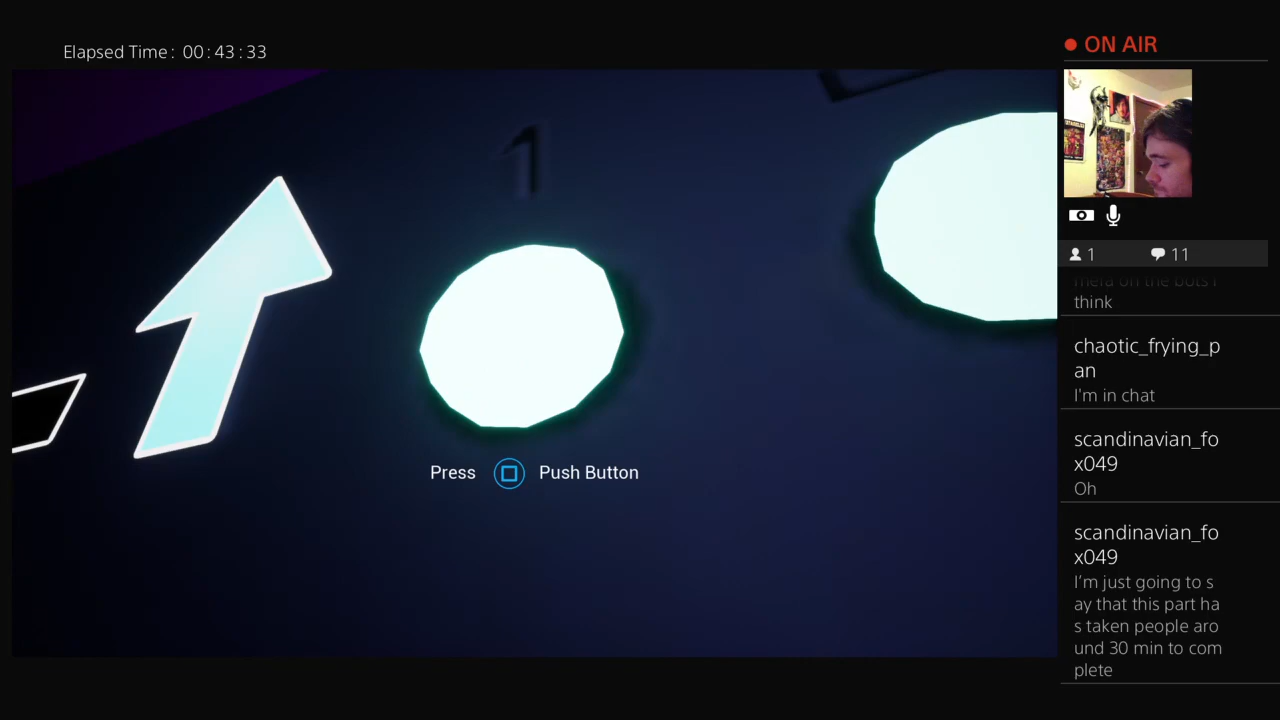 Elapsed Time: 00:43:33
ON AIR
1
Press Push Button
1 11
think
chaotic_frying_p
an
I'm in chat
scandinavian_fo
x049
Oh
scandinavian_fo
x049
I'm just going to s
ay that this part ha
s taken people aro
und 30 min to com
plete